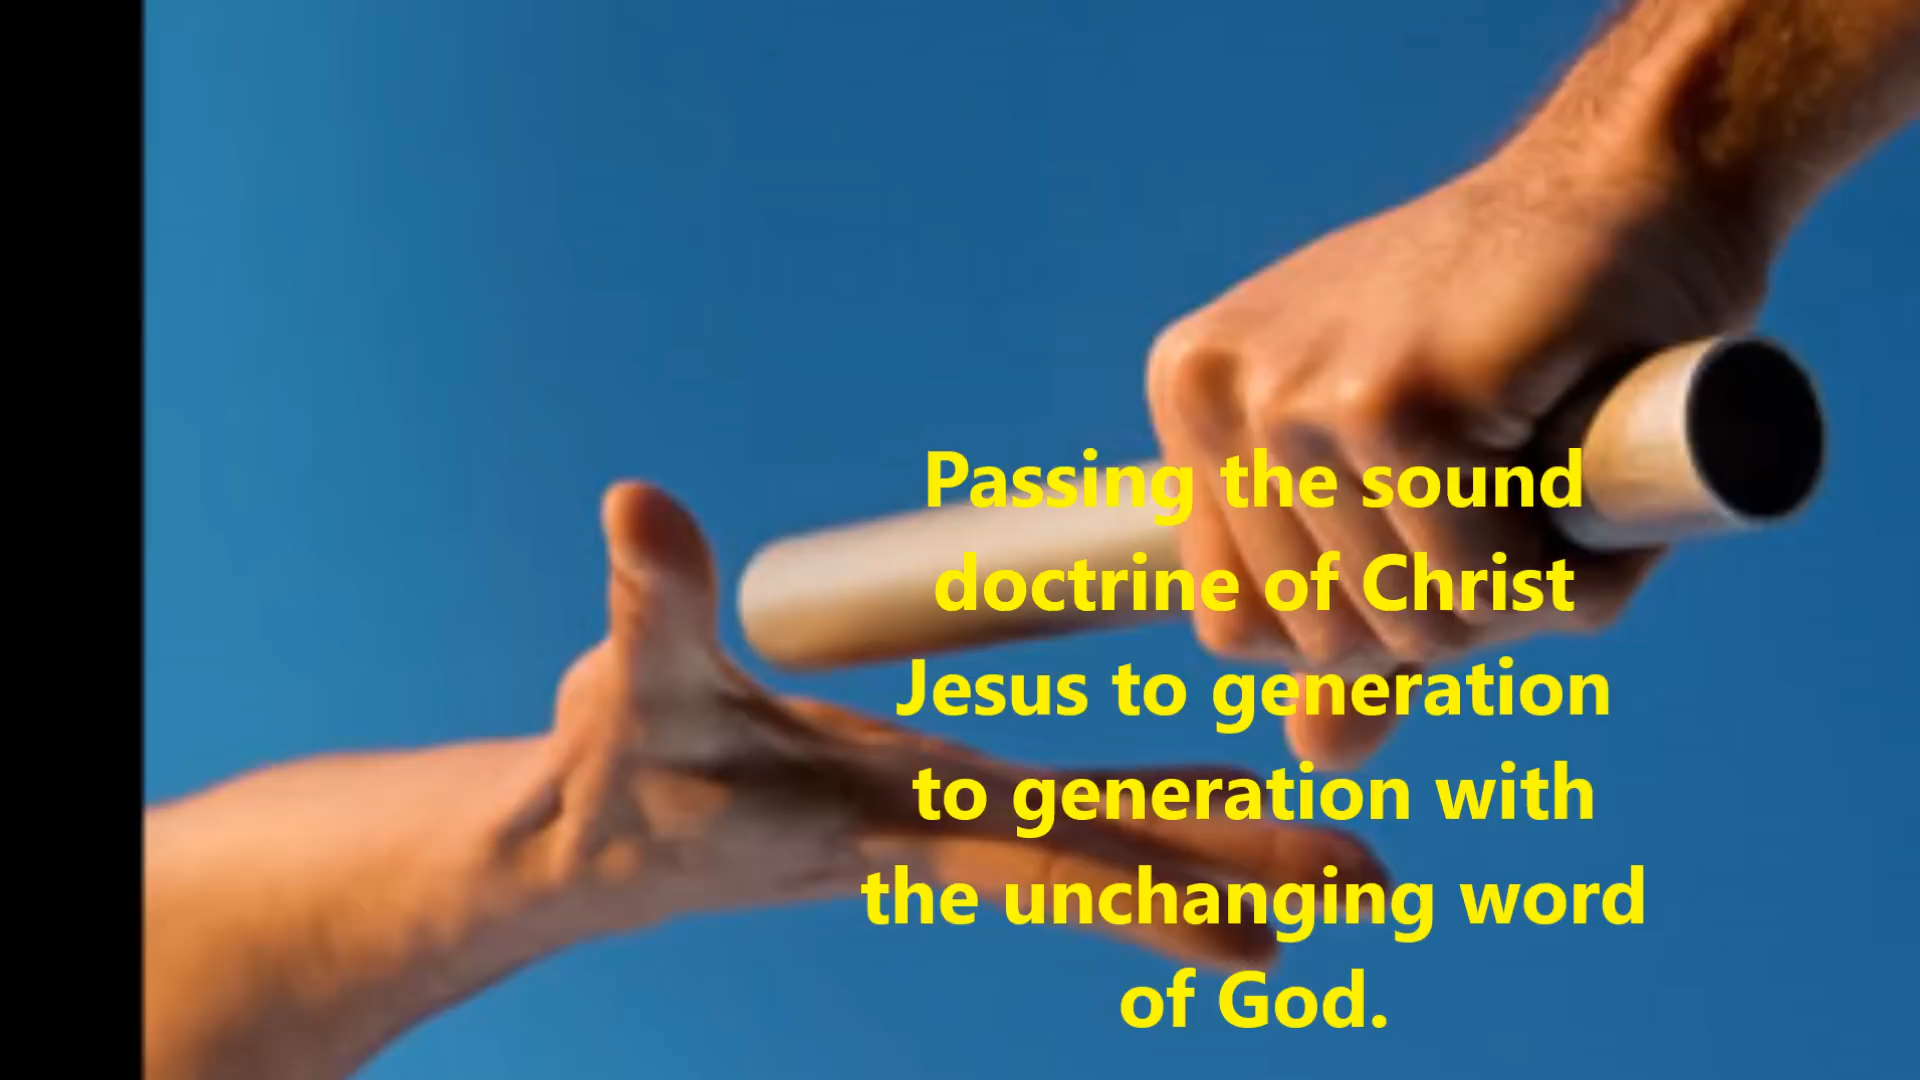 Passing the sound
doctrine of Christ
Jesus to generation
to generation with
the unchanging word
of God.